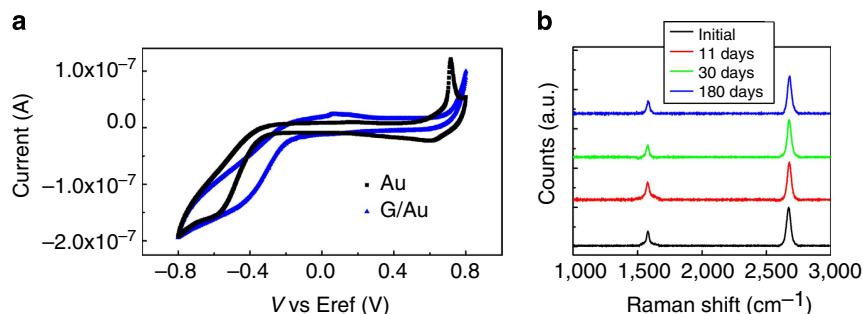 a
Current (A)
1.0x10⁻⁷
0.0
−1.0x10⁻⁷
−2.0x10⁻⁷
Au
G/Au
−0.8 −0.4 0.0 0.4 0.8
V vs Eref (V)
b
Counts (a.u.)
Initial
11 days
30 days
180 days
1,000 1,500 2,000 2,500 3,000
Raman shift (cm⁻¹)